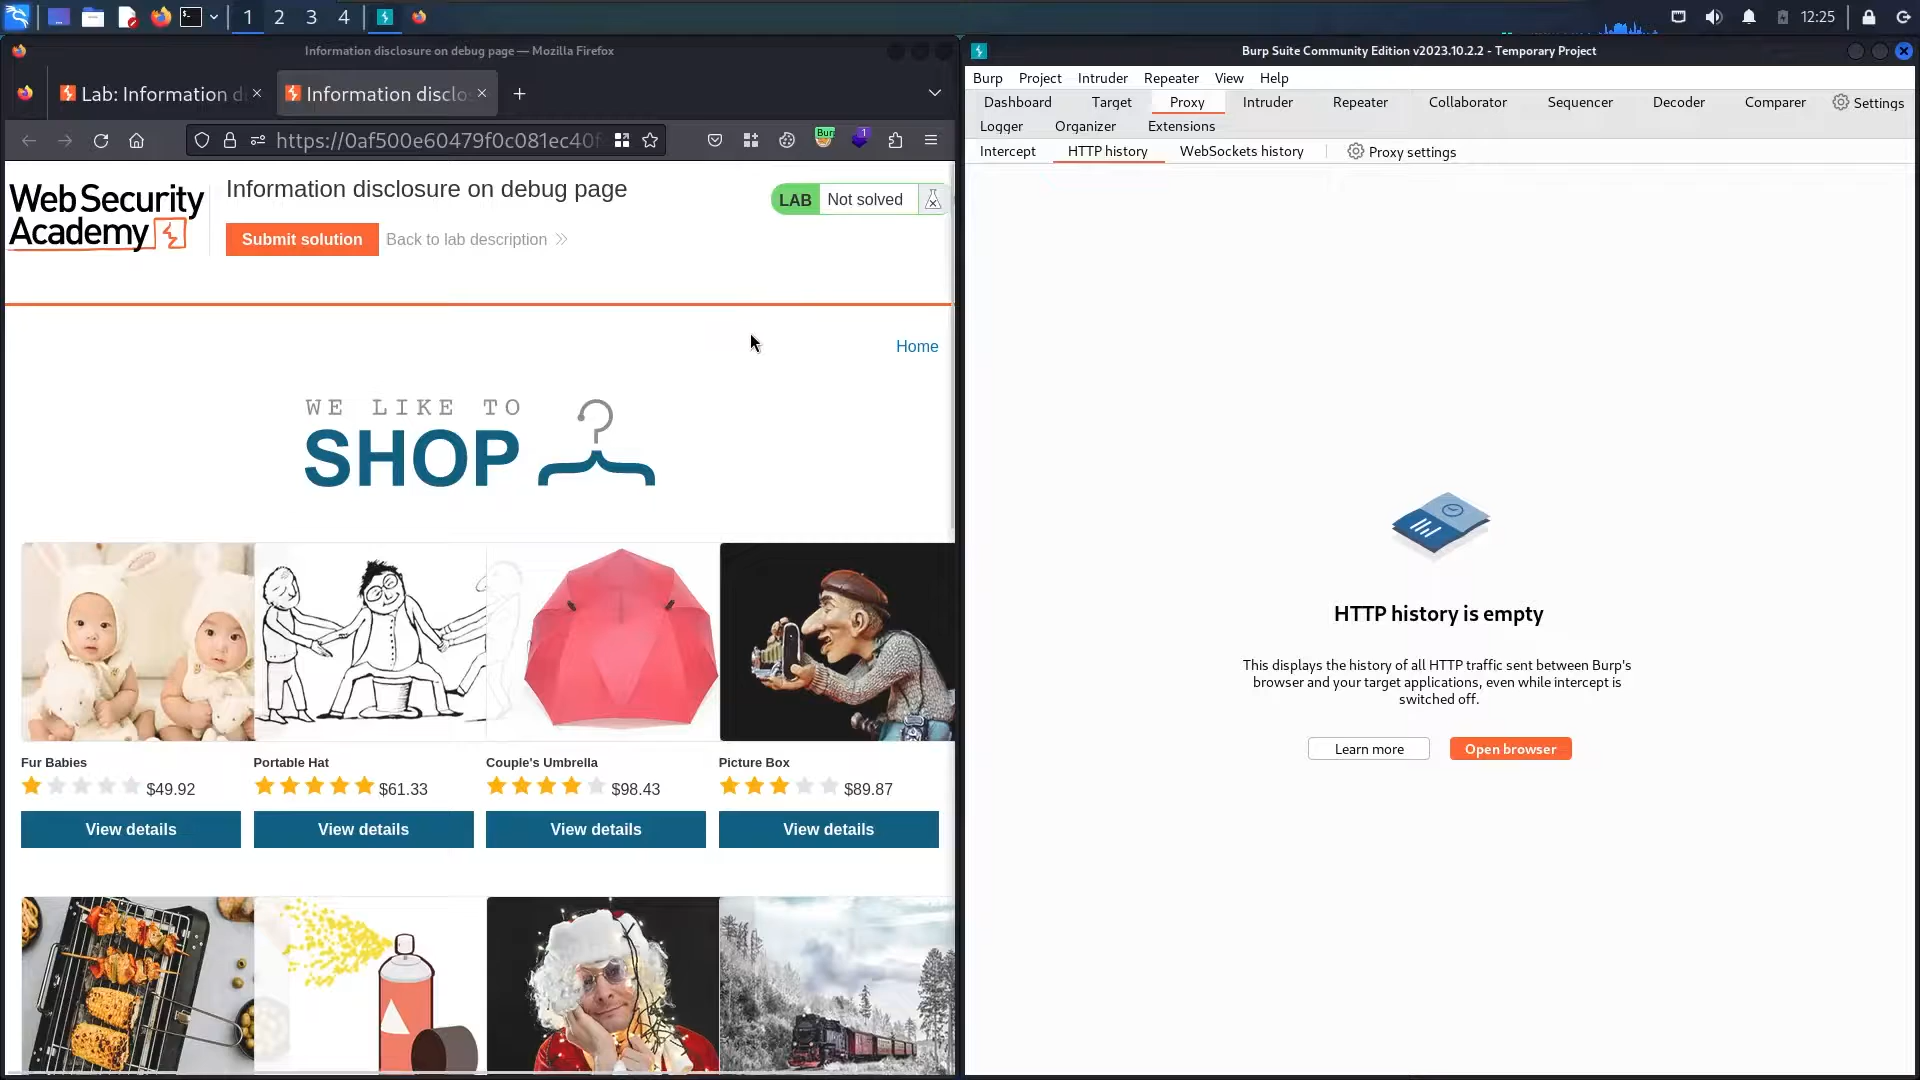 1
2
3
4
12:25
Information disclosure on debug page — Mozilla Firefox
Lab: Information d
Information disclo
https://0af500e60479f0c081ec40f
1
WebSecurity
Academy
Information disclosure on debug page
LAB
Not solved
Submit solution
Back to lab description
Home
WE LIKE TO
SHOP
Fur Babies
$49.92
View details
Portable Hat
$61.33
View details
Couple's Umbrella
$98.43
View details
Picture Box
$89.87
View details
Burp Suite Community Edition v2023.10.2.2 - Temporary Project
Burp Project Intruder Repeater View Help
Dashboard Target Proxy Intruder Repeater Collaborator Sequencer Decoder Comparer Settings
Logger Organizer Extensions
Intercept HTTP history WebSockets history Proxy settings
HTTP history is empty
This displays the history of all HTTP traffic sent between Burp's
browser and your target applications, even while intercept is
switched off.
Learn more
Open browser